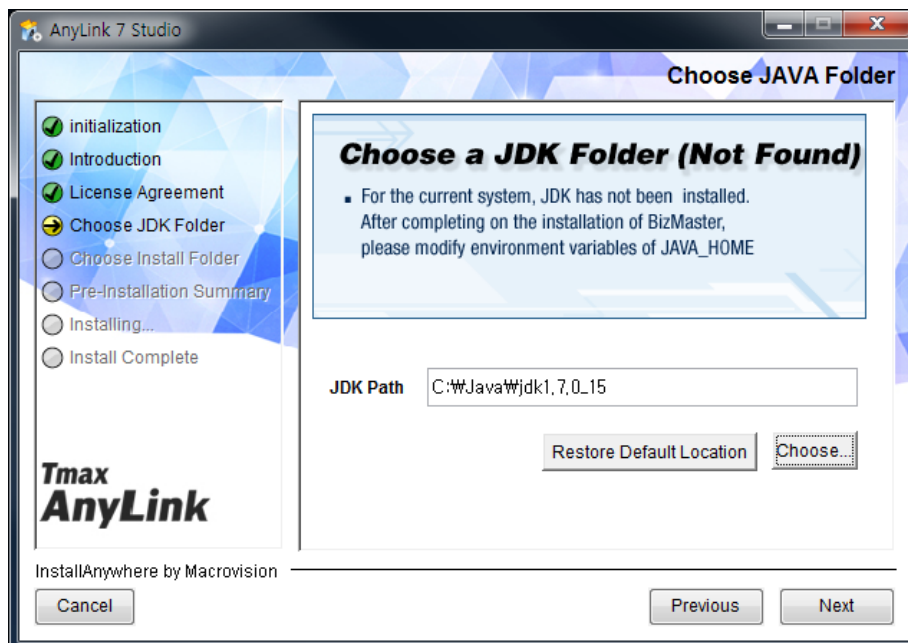 AnyLink 7 Studio
Choose JAVA Folder
initialization
Introduction
License Agreement
Choose JDK Folder
Choose Install Folder
Pre-Installation Summary
Installing...
Install Complete
Choose a JDK Folder (Not Found)
For the current system, JDK has not been installed.
After completing on the installation of BizMaster,
please modify environment variables of JAVA_HOME
JDK Path
C:₩Java₩jdk1,7,0_15
Restore Default Location
Choose...
Tmax
AnyLink
InstallAnywhere by Macrovision
Cancel
Previous
Next